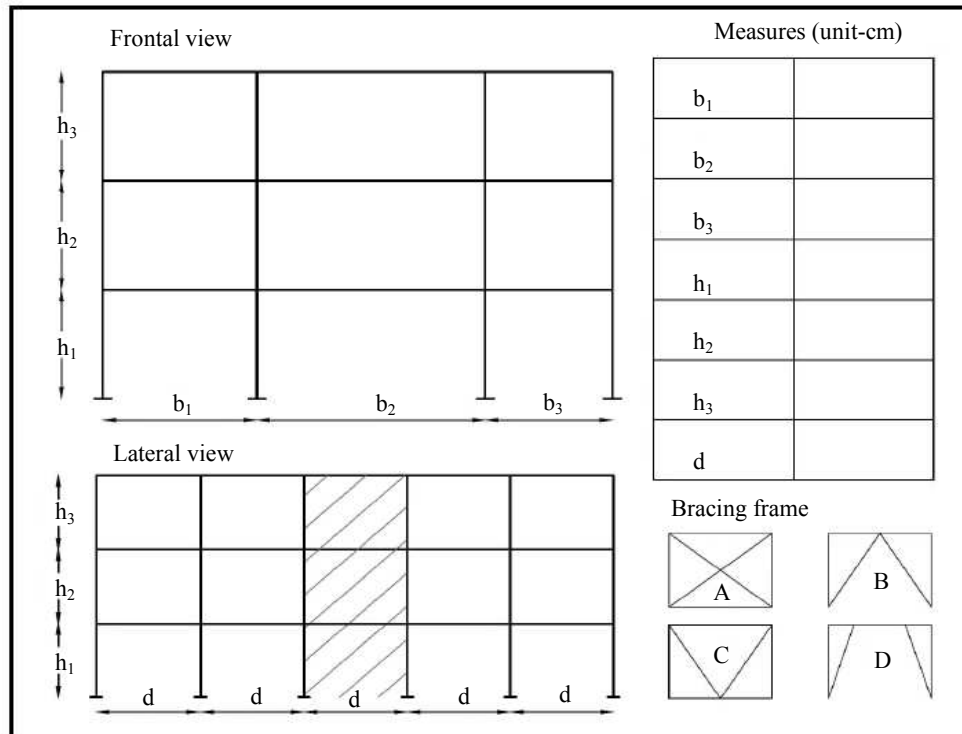 Frontal view
h₃
h₂
h₁
b₁ b₂ b₃
Lateral view
h₃
h₂
h₁
d d d d d
Measures (unit-cm)
b₁
b₂
b₃
h₁
h₂
h₃
d
Bracing frame
A B
C D